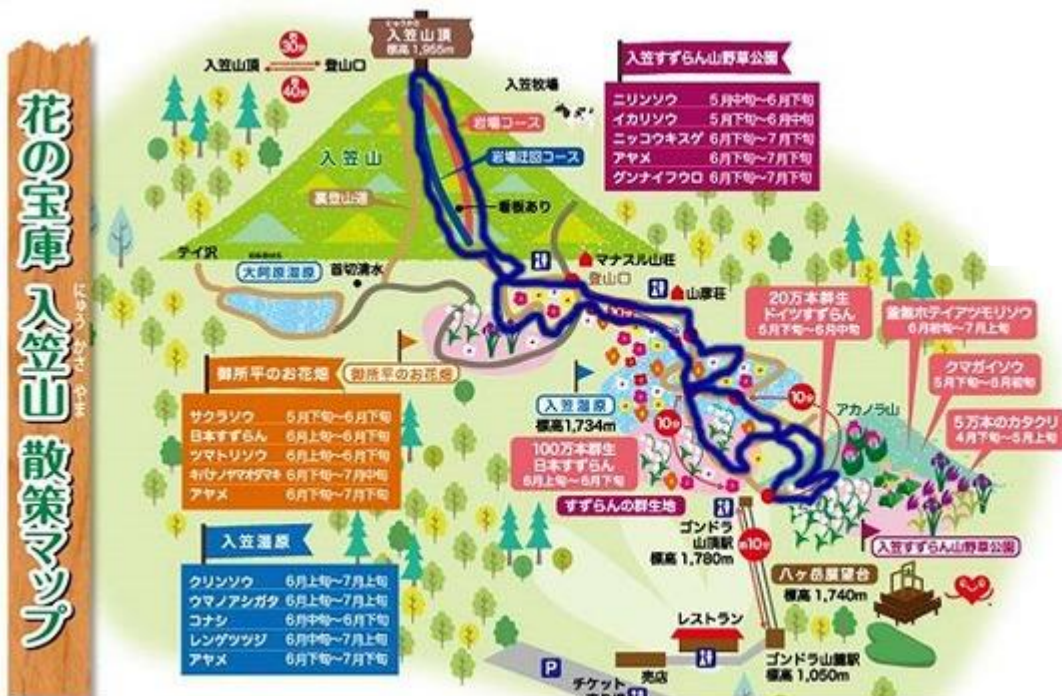 花の宝庫 入笠山 散策マップ
にゅう かさ やま
にゅうかさ
入笠山頂
標高1,955m
30分
入笠山頂 登山口
40分
入笠牧場
岩場コース
岩場迂回コース
入笠山
裏登山道
看板あり
テイ沢
大阿原湿原
首切清水
マナスル山荘
登山口
山彦荘
入笠すずらん山野草公園
ニリンソウ 5月中旬~6月下旬
イカリソウ 5月下旬~6月中旬
ニッコウキスゲ 6月下旬~7月下旬
アヤメ 6月下旬~7月下旬
グンナイフウロ 6月下旬~7月下旬
20万本群生
ドイツすずらん
5月下旬~6月中旬
釜無ホテイアツモリソウ
6月初旬~7月上旬
クマガイソウ
5月下旬~6月初旬
5万本のカタクリ
4月下旬~5月上旬
アカノラ山
10分
10分
御所平のお花畑
御所平のお花畑
サクラソウ 5月下旬~6月下旬
日本すずらん 6月上旬~6月下旬
ツマトリソウ 6月上旬~6月下旬
キバナノヤマオダマキ 6月下旬~7月中旬
アヤメ 6月下旬~7月下旬
入笠湿原
標高1,734m
100万本群生
日本すずらん
6月上旬~6月下旬
すずらんの群生地
ゴンドラ
山頂駅
標高1,780m
約10分
入笠すずらん山野草公園
八ヶ岳展望台
標高1,740m
入笠湿原
クリンソウ 6月上旬~7月上旬
ウマノアシガタ 6月上旬~7月上旬
コナシ 6月中旬~6月下旬
レンゲツツジ 6月中旬~7月上旬
アヤメ 6月下旬~7月下旬
レストラン
P
売店
チケット
ゴンドラ山麓駅
標高1,050m